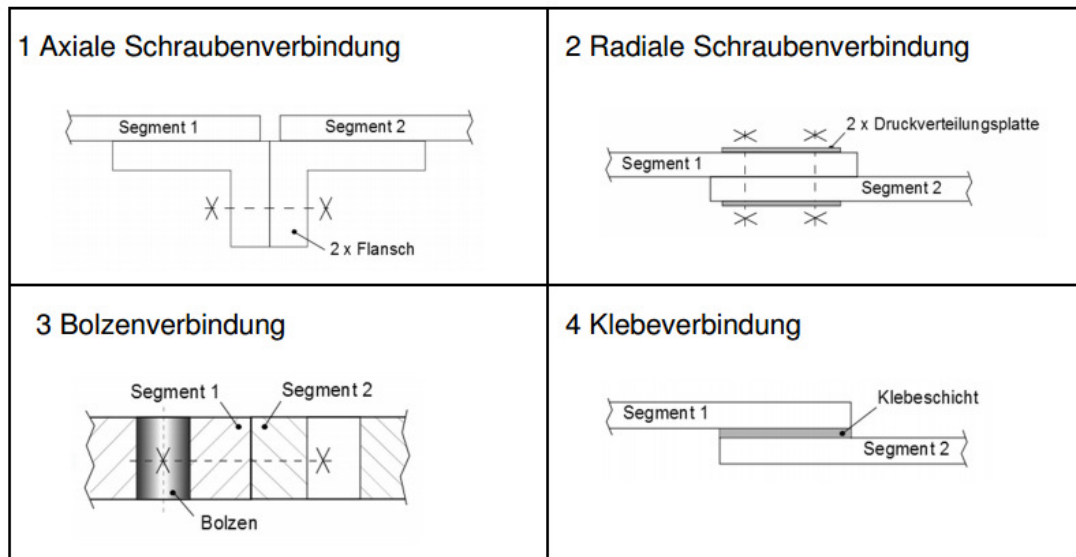 1 Axiale Schraubenverbindung
Segment 1
Segment 2
2 x Flansch
2 Radiale Schraubenverbindung
2 x Druckverteilungsplatte
Segment 1
Segment 2
3 Bolzenverbindung
Segment 1
Segment 2
Bolzen
4 Klebeverbindung
Klebeschicht
Segment 1
Segment 2